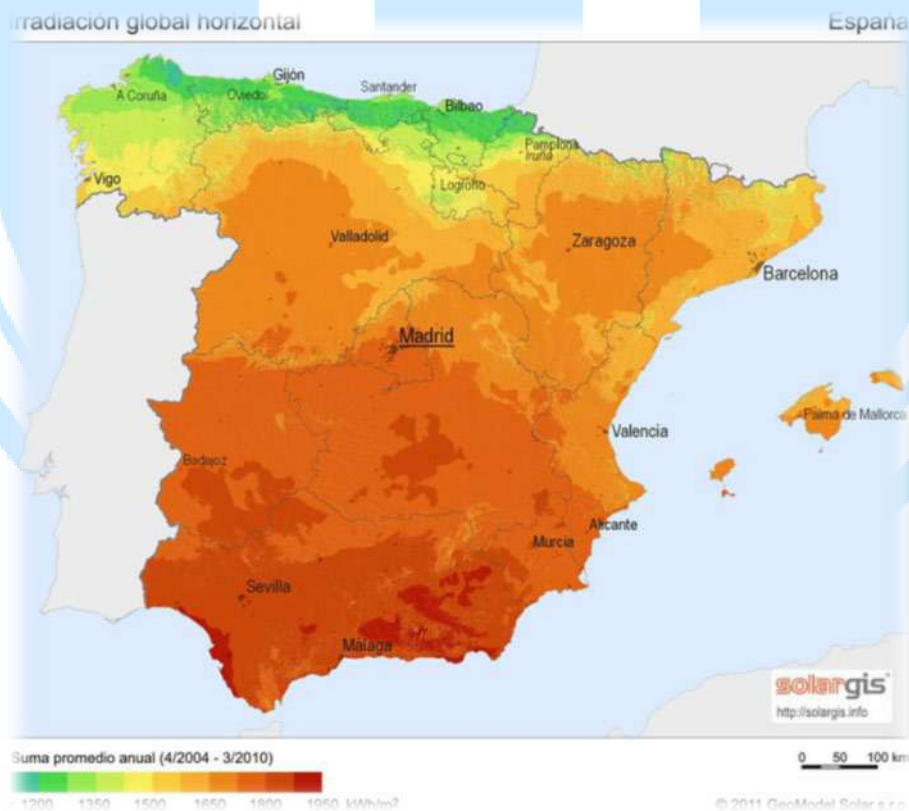 Irradiación global horizontal
España
Gijón
Santander
A Coruña
Oviedo
Bilbao
Pamplona
Iruña
Vigo
Logroño
Valladolid
Zaragoza
Barcelona
Madrid
Palma de Mallorca
Valencia
Badajoz
Alicante
Murcia
Sevilla
Malaga
solargis
http://solargis.info
Suma promedio anual (4/2004 - 3/2010)
0 50 100 km
< 1200 1350 1500 1650 1800 1950 kWh/m2
© 2011 GeoModel Solar s.r.o.